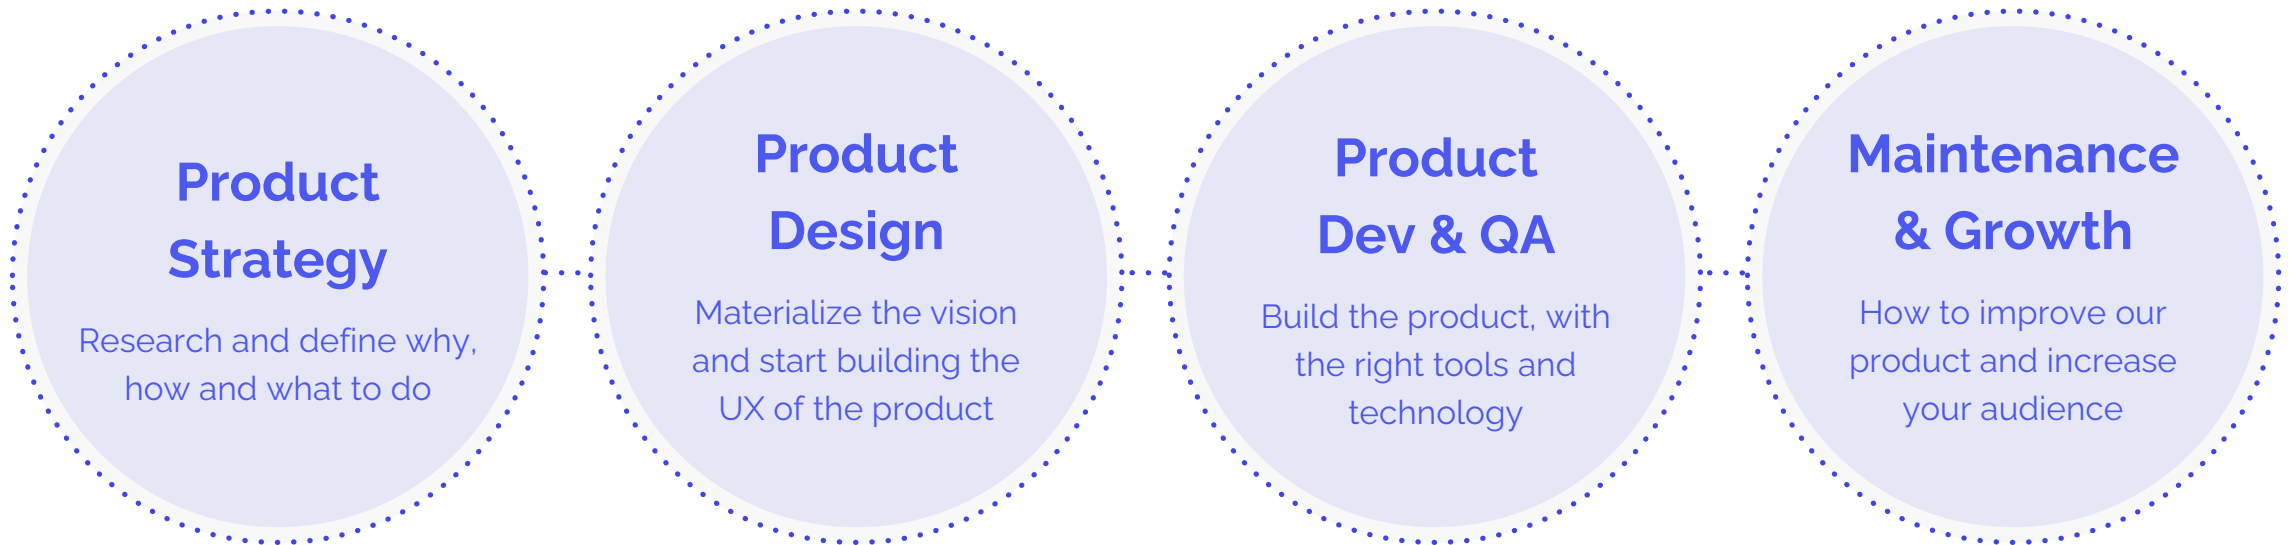 Product
Strategy
Research and define why,
how and what to do
Product
Design
Materialize the vision
and start building the
UX of the product
Product
Dev & QA
Build the product, with
the right tools and
technology
Maintenance
& Growth
How to improve our
product and increase
your audience